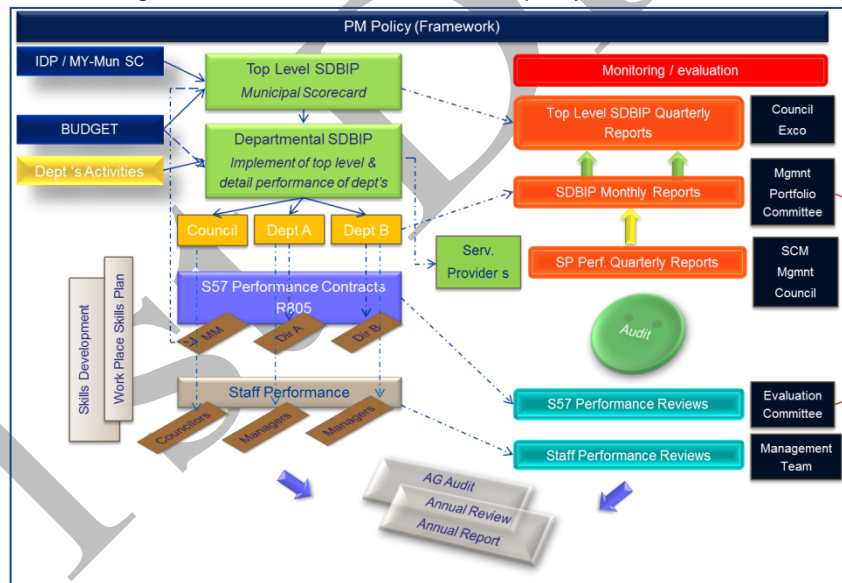 PM Policy (Framework)
IDP / MY-Mun SC
BUDGET
Dept 's Activities
Top Level SDBIP
Municipal Scorecard
Departmental SDBIP
Implement of top level &
detail performance of dept's
Council
Dept A
Dept B
Serv.
Provider s
S57 Performance Contracts
R805
MM
Dir A
Dir B
Skills Development
Work Place Skills Plan
Staff Performance
Councilors
Managers
Managers
Monitoring / evaluation
Top Level SDBIP Quarterly
Reports
Council
Exco
SDBIP Monthly Reports
Mgmnt
Portfolio
Committee
SP Perf. Quarterly Reports
SCM
Mgmnt
Council
Audit
S57 Performance Reviews
Evaluation
Committee
Staff Performance Reviews
Management
Team
AG Audit
Annual Review
Annual Report